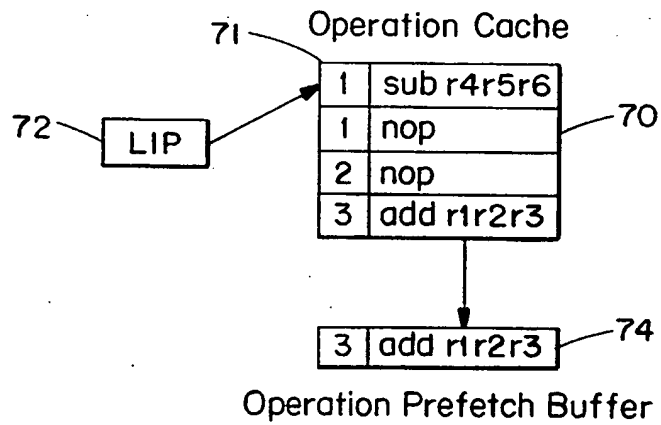 Operation Cache
71
1 sub r4r5r6
72 LIP
1 nop 70
2 nop
3 add r1r2r3
3 add r1r2r3 74
Operation Prefetch Buffer